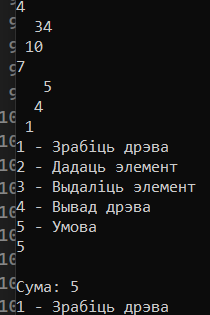 4
34
10
7
5
4
1
1 - Зрабіць дрэва
2 - Дадаць элемент
3 - Выдаліць элемент
4 - Вывад дрэва
5 - Умова
5
Сума: 5
1 - Зрабіць дрэва